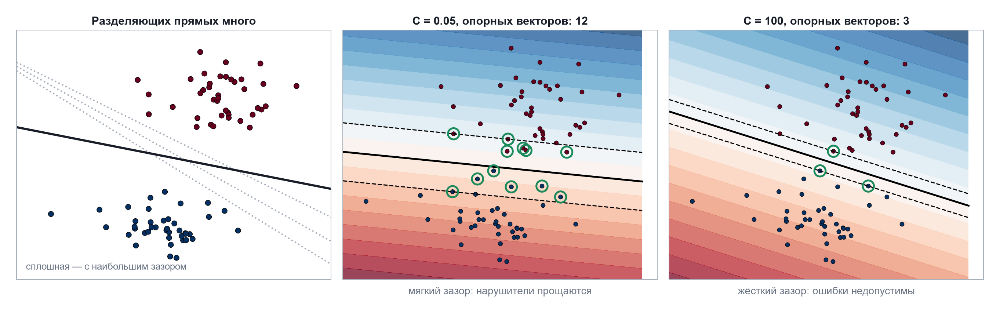 Разделяющих прямых много
C = 0.05, опорных векторов: 12
C = 100, опорных векторов: 3
сплошная — с наибольшим зазором
мягкий зазор: нарушители прощаются
жёсткий зазор: ошибки недопустимы